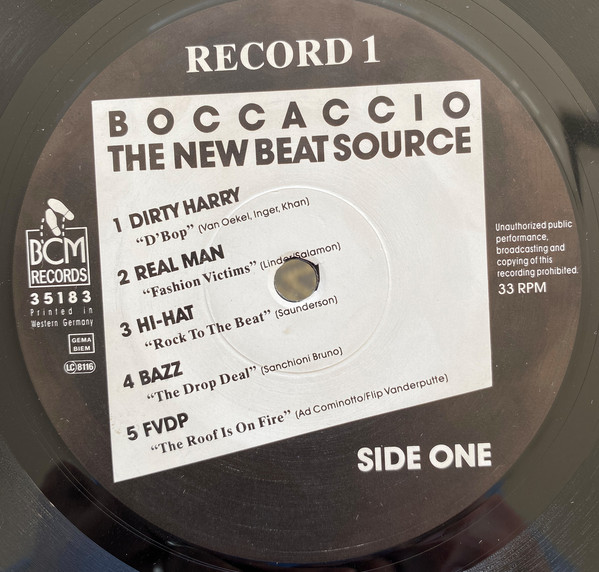 RECORD 1
BOCCACCIO
THE NEW BEAT SOURCE
1 DIRTY HARRY
"D'Bop" (Van Oekel, Inger, Khan)
2 REAL MAN
"Fashion Victims" (Linder/Salamon)
3 HI-HAT
"Rock To The Beat" (Saunderson)
4 BAZZ
"The Drop Deal" (Sanchioni Bruno)
5 FVDP
"The Roof Is On Fire" (Ad Cominotto/Flip Vanderputte)
SIDE ONE
BCM
RECORDS
35183
Printed in
Western Germany
GEMA
BIEM
LC 8116
Unauthorized public
performance,
broadcasting and
copying of this
recording prohibited.
33 RPM